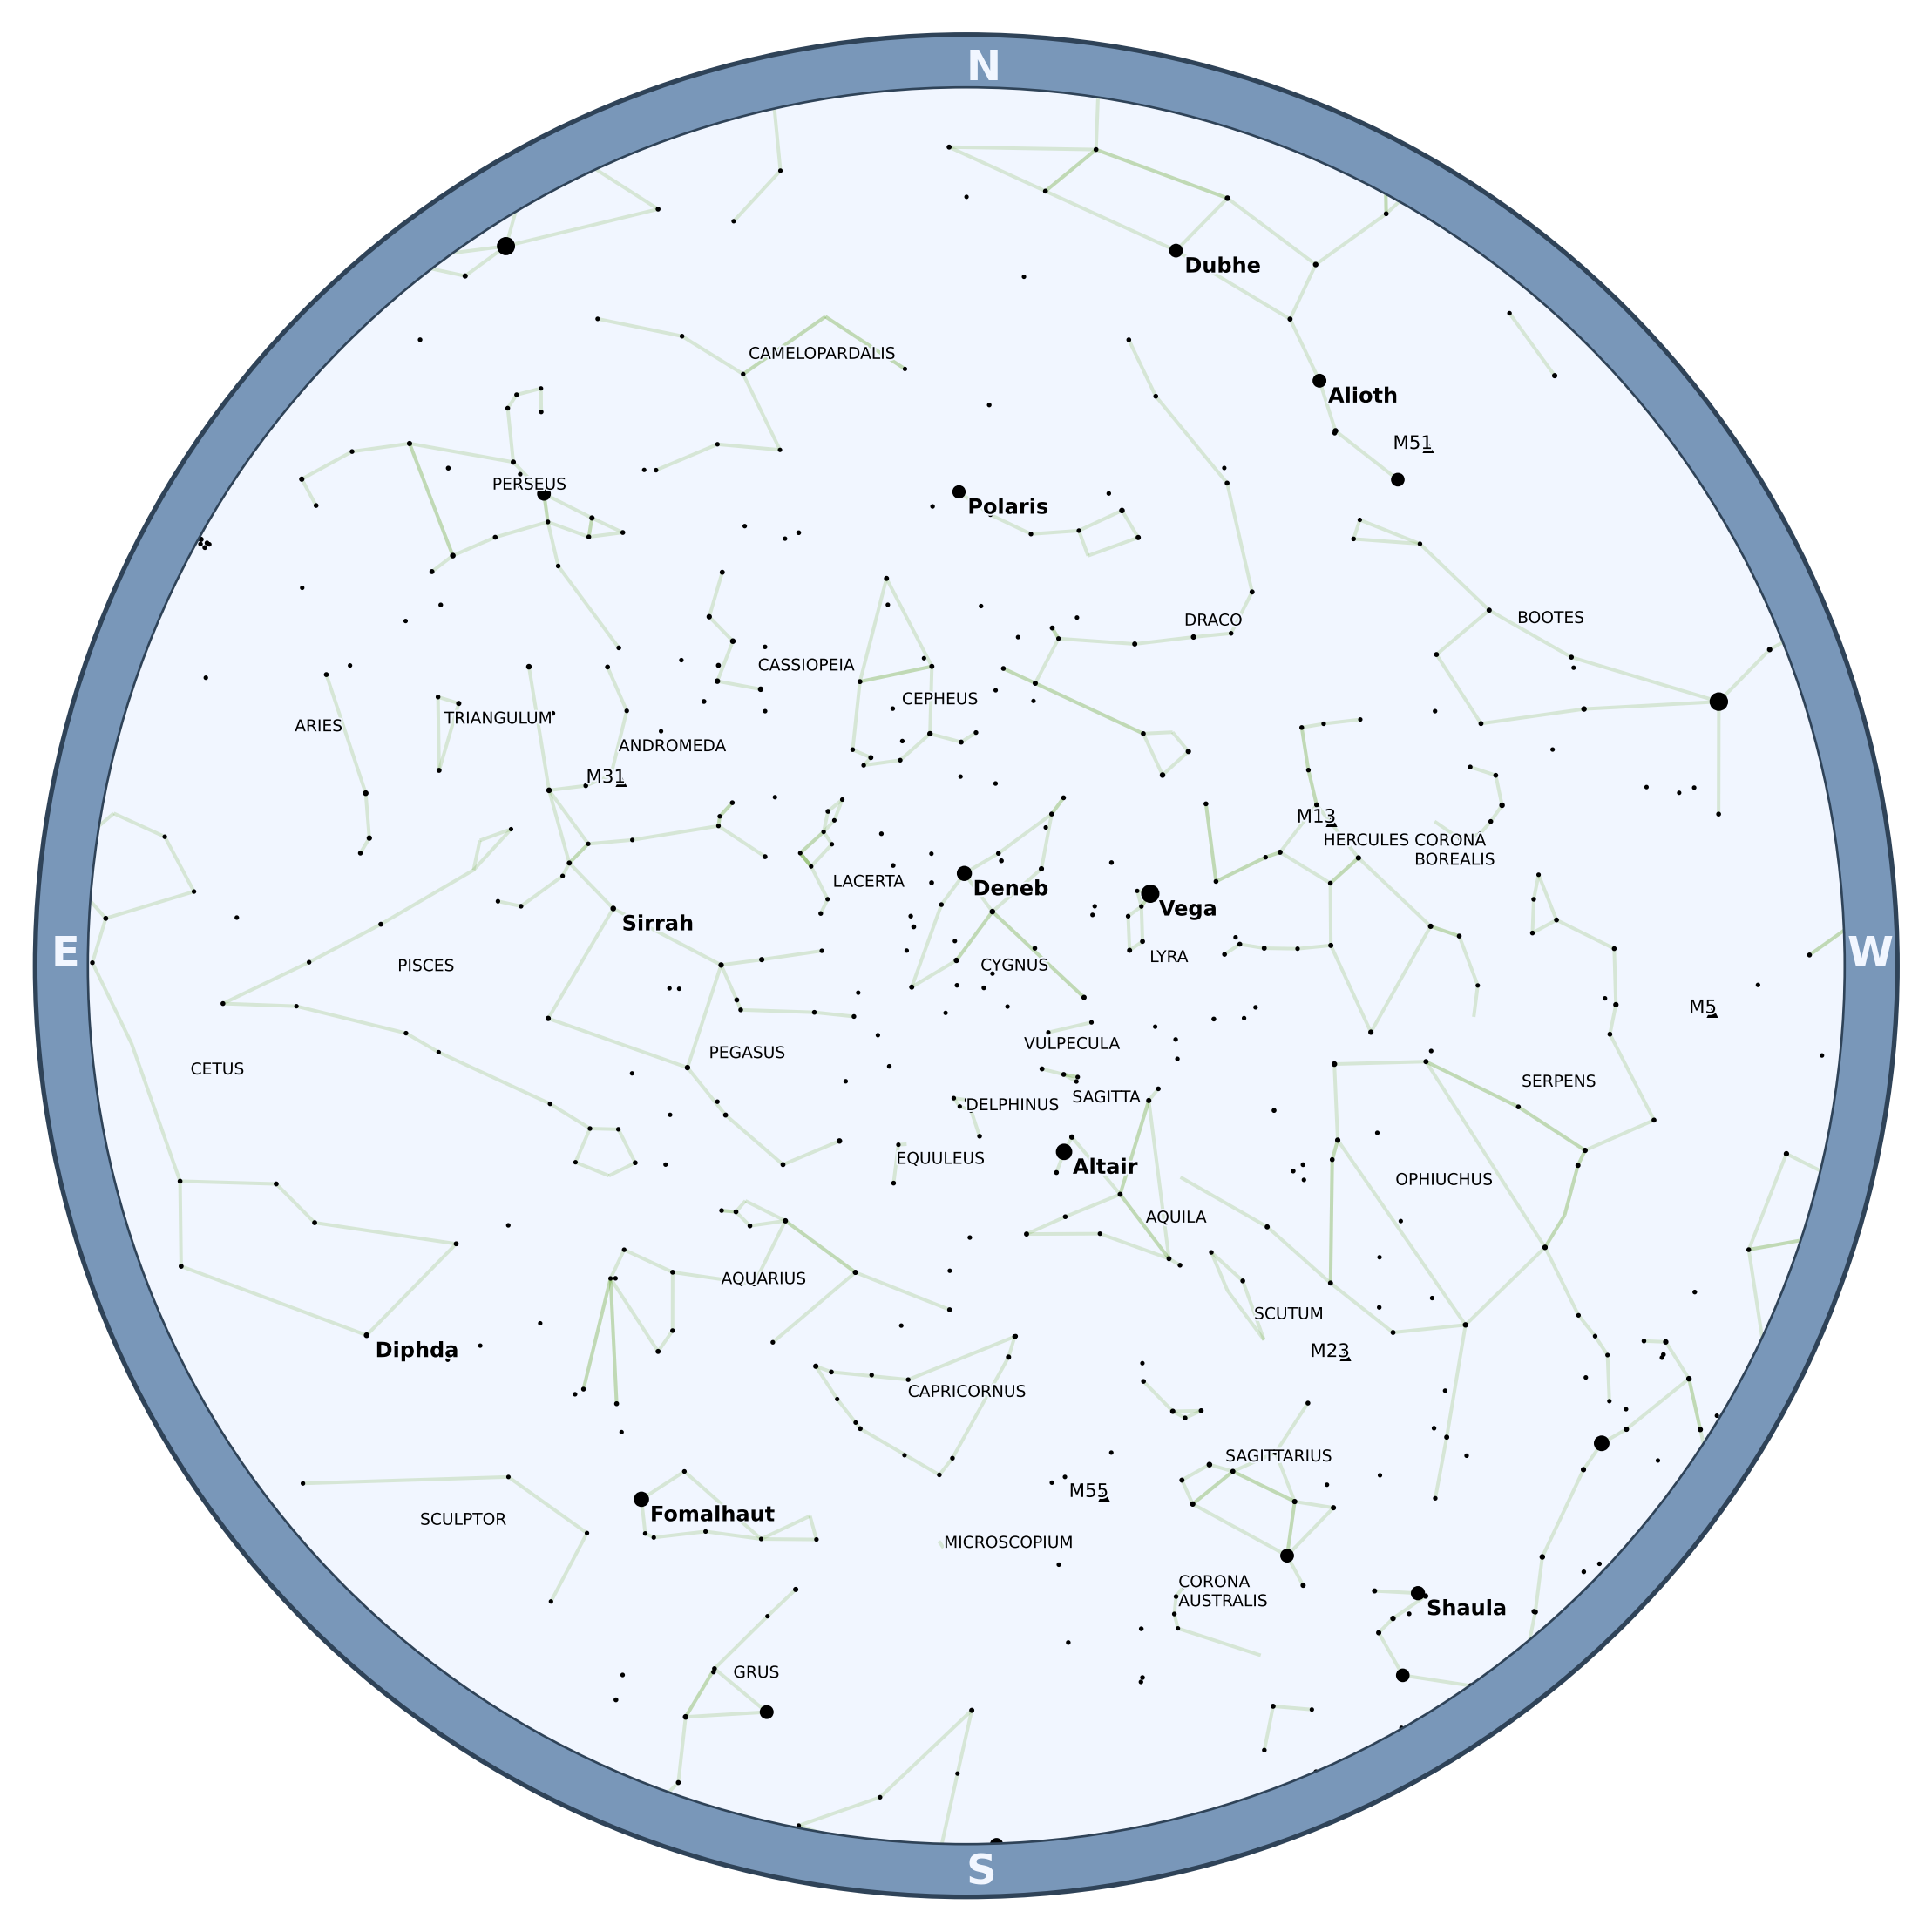 N
Dubhe
CAMELOPARDALIS
Alioth
M51
PERSEUS
Polaris
DRACO
BOOTES
CASSIOPEIA
CEPHEUS
TRIANGULUM
ARIES
ANDROMEDA
M31
M13
HERCULES
CORONA
BOREALIS
LACERTA
Deneb
Vega
Sirrah
E
W
LYRA
PISCES
CYGNUS
M5
VULPECULA
PEGASUS
CETUS
SERPENS
SAGITTA
DELPHINUS
EQUULEUS
Altair
OPHIUCHUS
AQUILA
AQUARIUS
SCUTUM
Diphda
M23
CAPRICORNUS
SAGITTARIUS
M55
Fomalhaut
SCULPTOR
MICROSCOPIUM
CORONA
AUSTRALIS
Shaula
GRUS
S